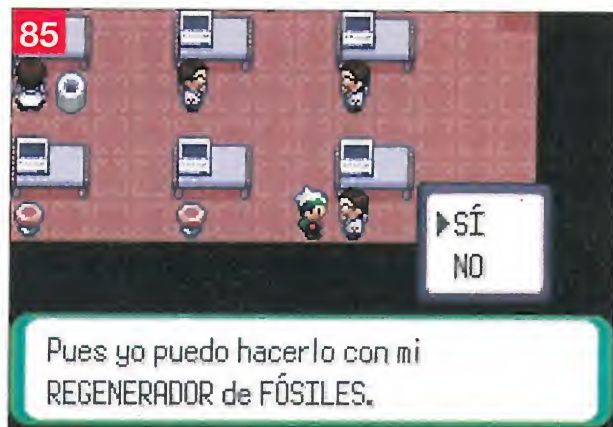 85
▶SÍ
NO
Pues yo puedo hacerlo con mi
REGENERADOR de FÓSILES.